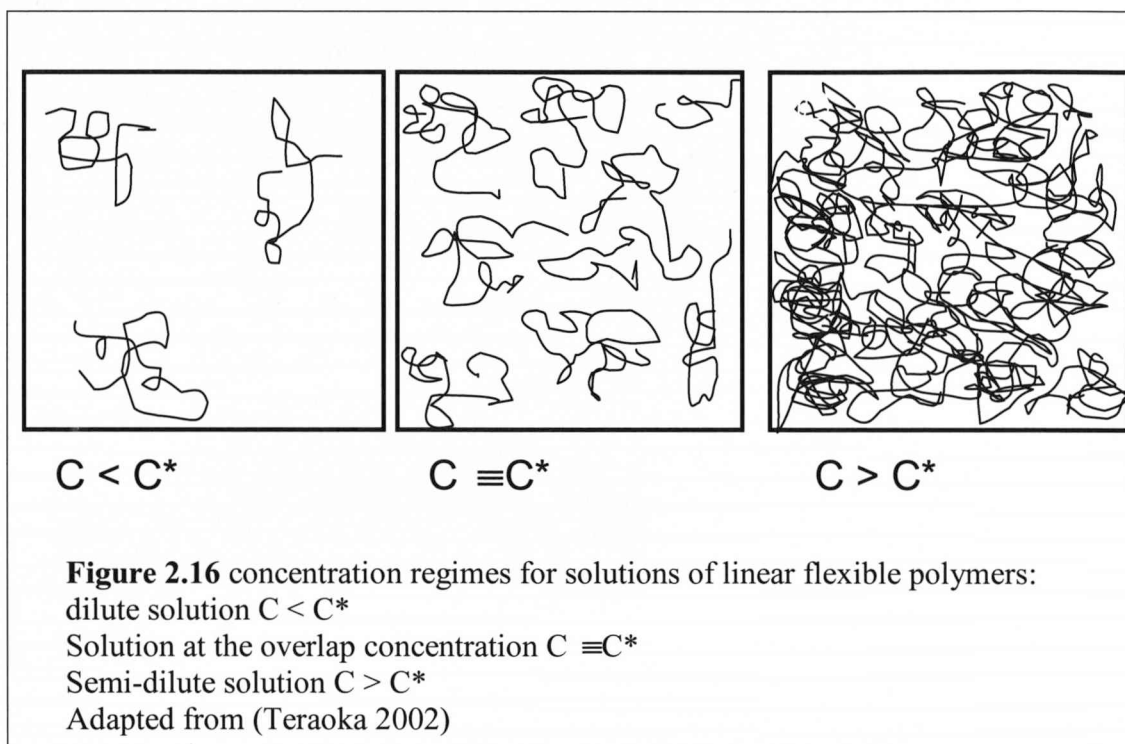 C < C* C ≡C* C > C*
Figure 2.16 concentration regimes for solutions of linear flexible polymers:
dilute solution C < C*
Solution at the overlap concentration C ≡C*
Semi-dilute solution C > C*
Adapted from (Teraoka 2002)